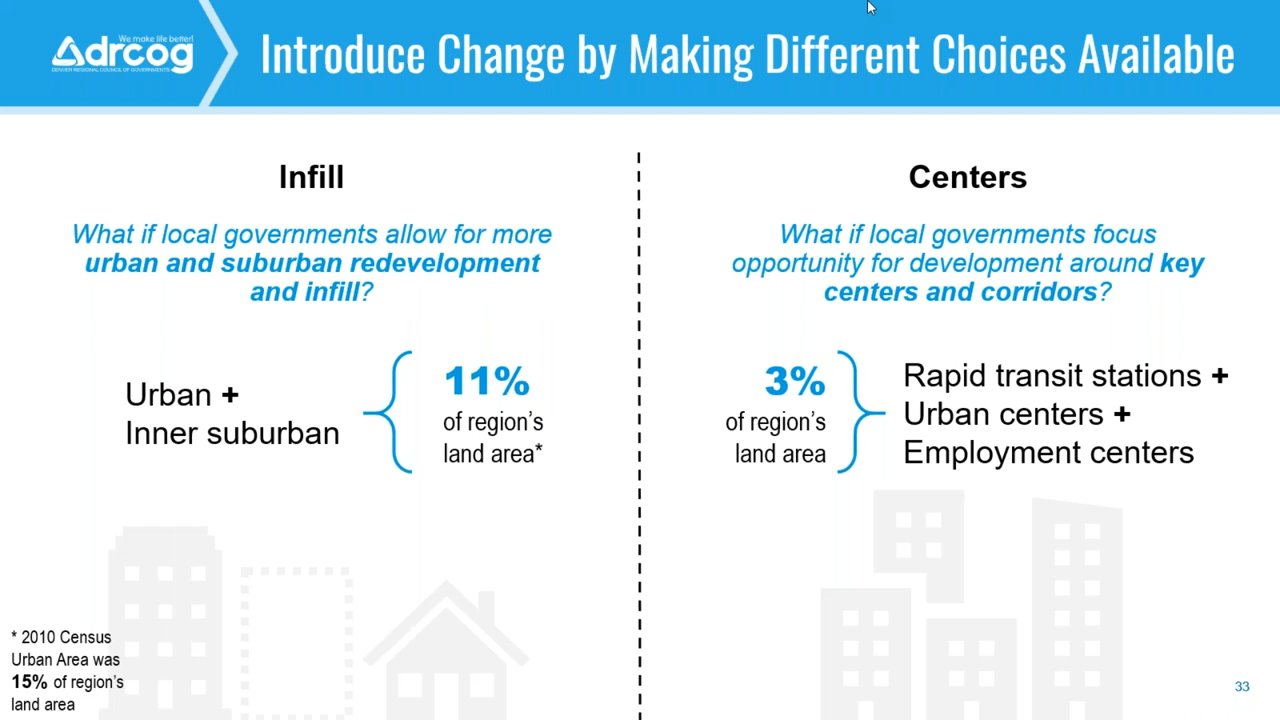 We make life better!
drcog
DENVER REGIONAL COUNCIL OF GOVERNMENTS
Introduce Change by Making Different Choices Available
Infill
What if local governments allow for more
urban and suburban redevelopment
and infill?
Urban +
Inner suburban
11%
of region's
land area*
Centers
What if local governments focus
opportunity for development around key
centers and corridors?
3%
of region's
land area
Rapid transit stations +
Urban centers +
Employment centers
* 2010 Census
Urban Area was
15% of region's
land area
33